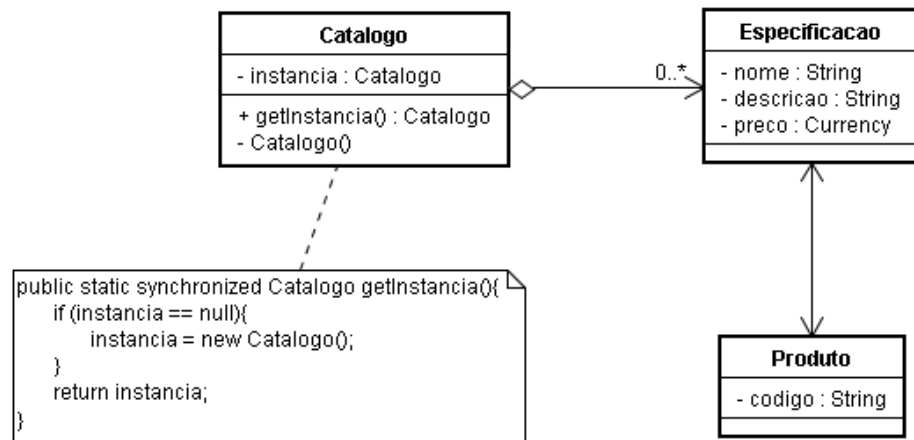 Catalogo
- instancia : Catalogo
+ getInstancia() : Catalogo
- Catalogo()
0..*
Especificacao
- nome : String
- descricao : String
- preco : Currency
public static synchronized Catalogo getInstancia(){
if (instancia == null){
instancia = new Catalogo();
}
return instancia;
}
Produto
- codigo : String